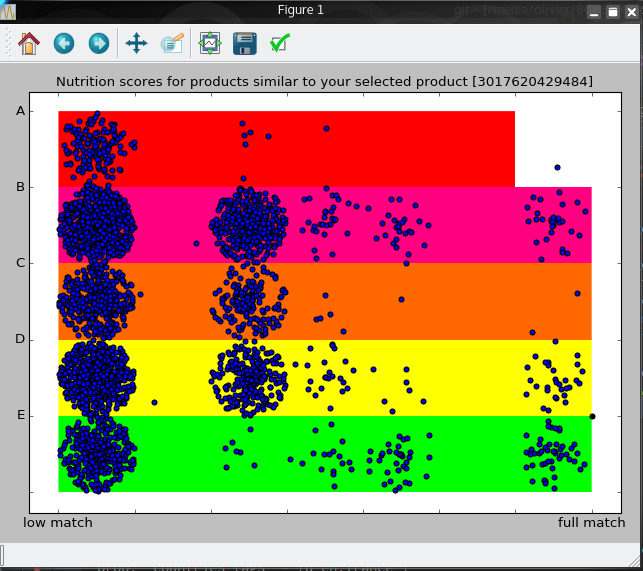 Figure 1
Nutrition scores for products similar to your selected product [3017620429484]
A
B
C
D
E
low match
full match